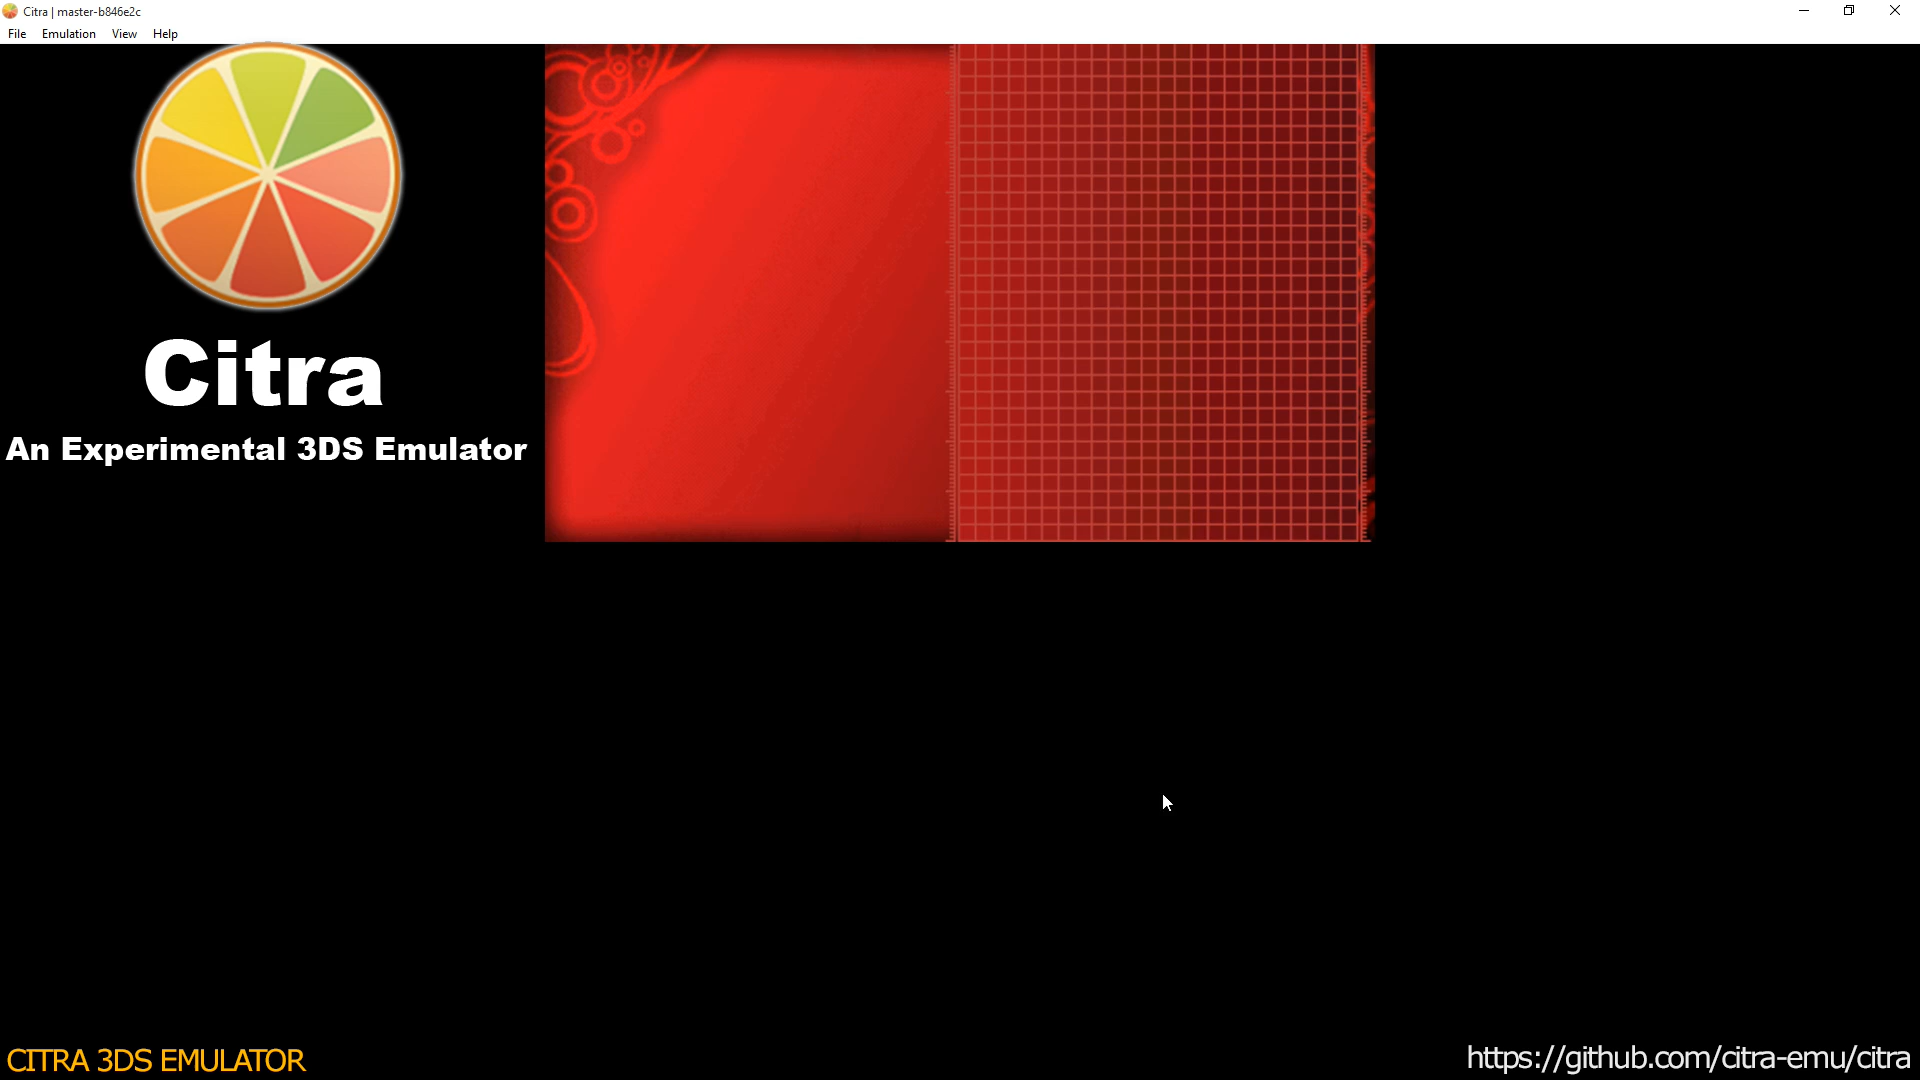 Citra | master-b846e2c
File Emulation View Help
Citra
An Experimental 3DS Emulator
CITRA 3DS EMULATOR
https://github.com/citra-emu/citra